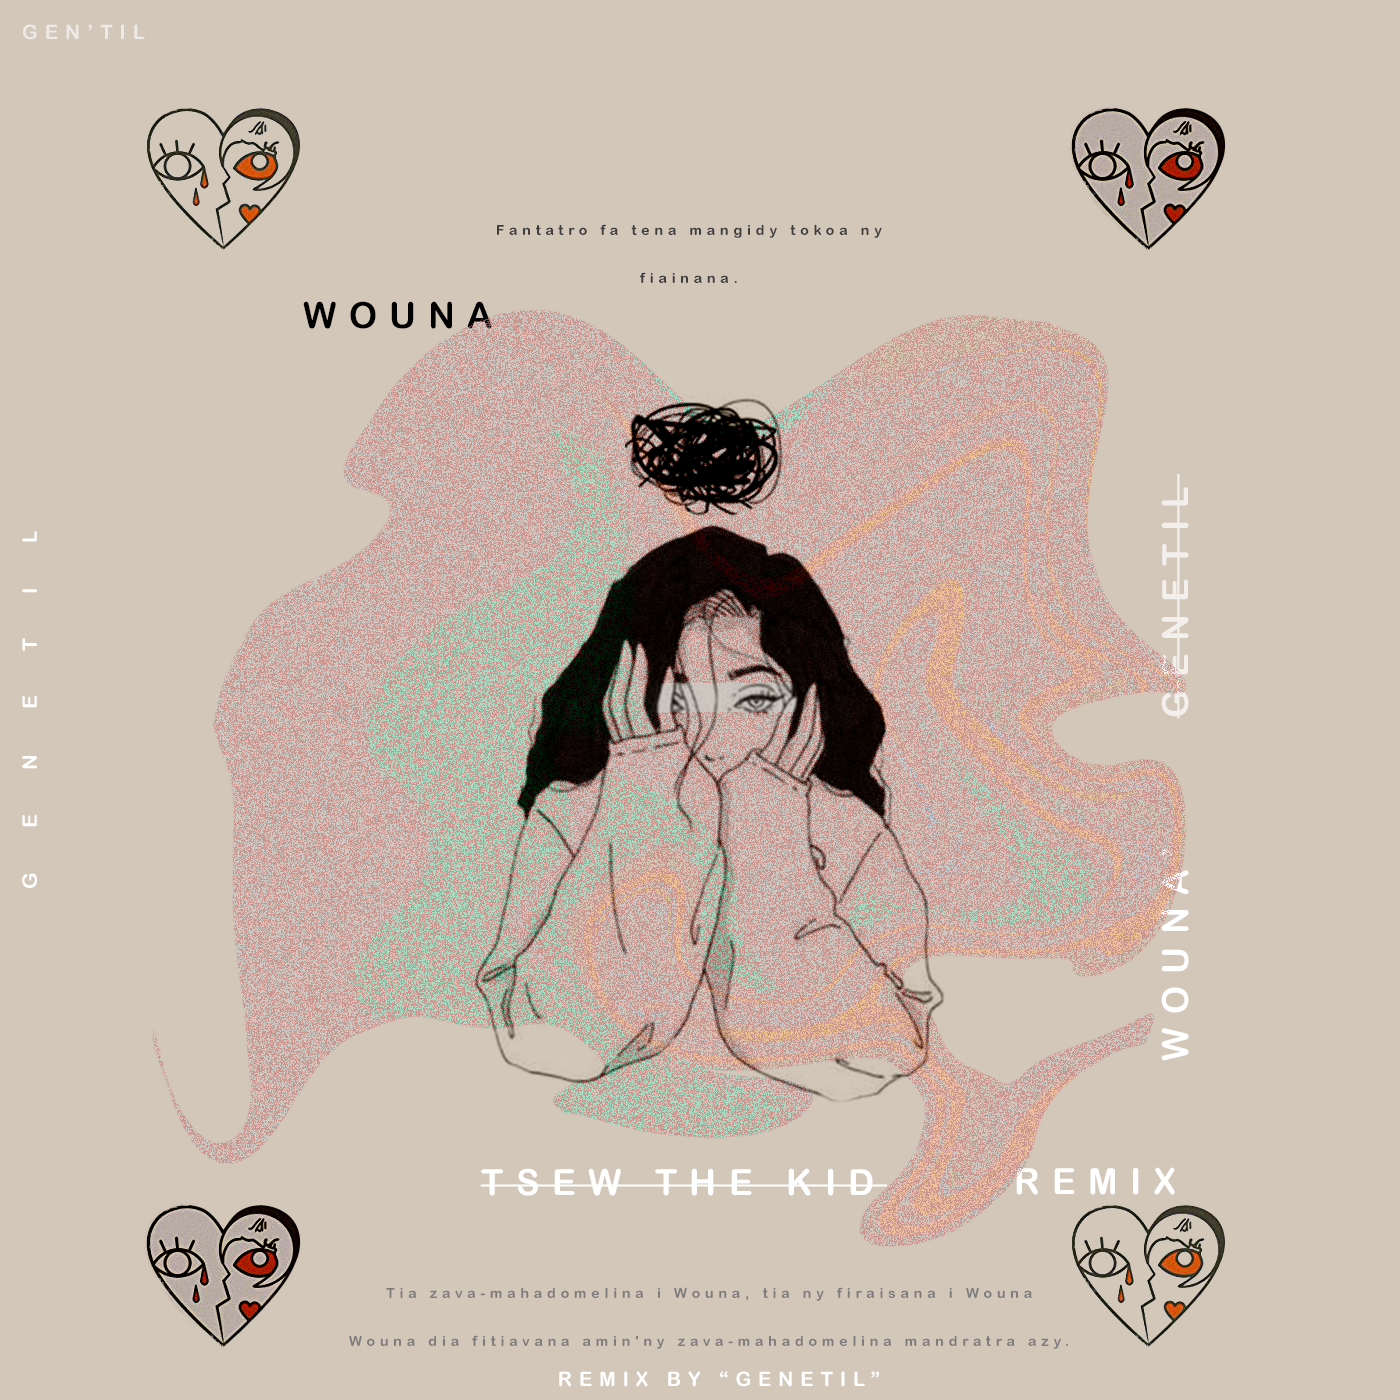 GEN’TIL
Fantatro fa tena mangidy tokoa ny
fiainana.
WOUNA
GENETIL
WOUNA” GENETIL
TSEW THE KID REMIX
Tia zava-mahadomelina i Wouna, tia ny firaisana i Wouna
Wouna dia fitiavana amin'ny zava-mahadomelina mandratra azy.
REMIX BY “GENETIL”